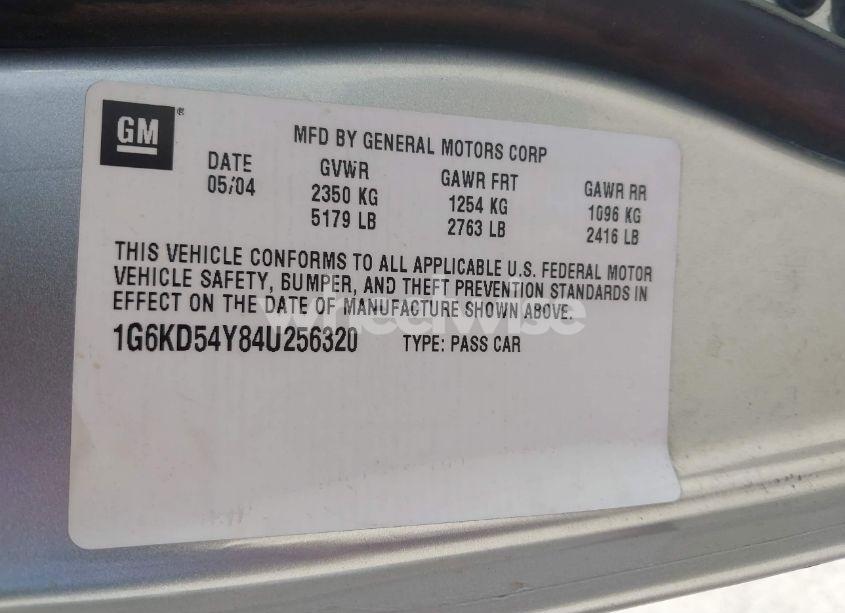 GM®
MFD BY GENERAL MOTORS CORP
DATE GVWR GAWR FRT GAWR RR
05/04 2350 KG 1254 KG 1096 KG
5179 LB 2763 LB 2416 LB
THIS VEHICLE CONFORMS TO ALL APPLICABLE U.S. FEDERAL MOTOR
VEHICLE SAFETY, BUMPER, AND THEFT PREVENTION STANDARDS IN
EFFECT ON THE DATE OF MANUFACTURE SHOWN ABOVE.
wheelwise
1G6KD54Y84U256320 TYPE: PASS CAR